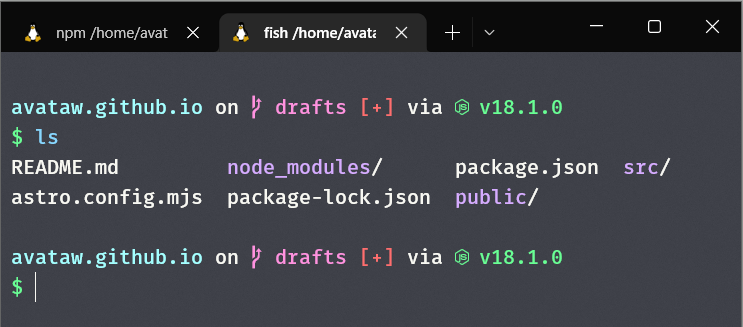 npm /home/avat
fish /home/avata
avataw.github.io on drafts [+] via v18.1.0
$ ls
README.md node_modules/ package.json src/
astro.config.mjs package-lock.json public/
avataw.github.io on drafts [+] via v18.1.0
$